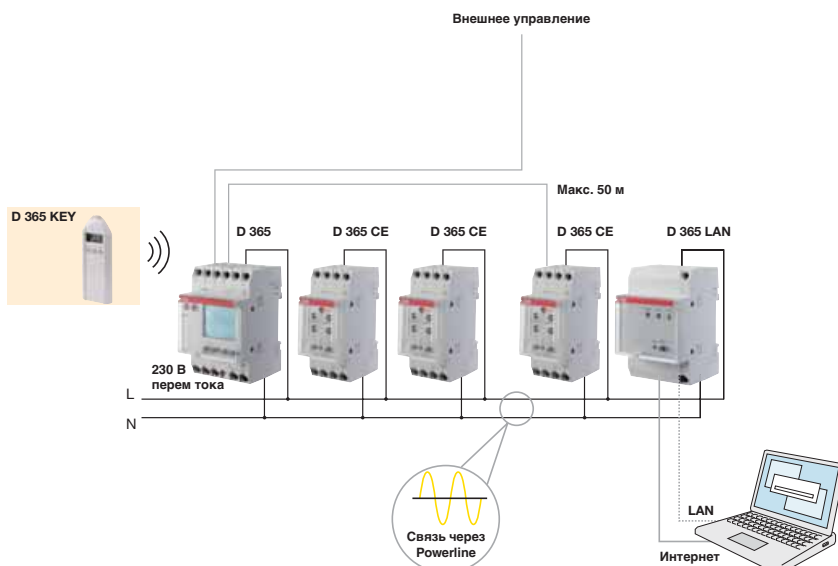 Внешнее управление
Макс. 50 м
D 365 KEY
D 365
D 365 CE
D 365 CE
D 365 CE
D 365 LAN
230 В
перем тока
L
N
Связь через
Powerline
LAN
Интернет